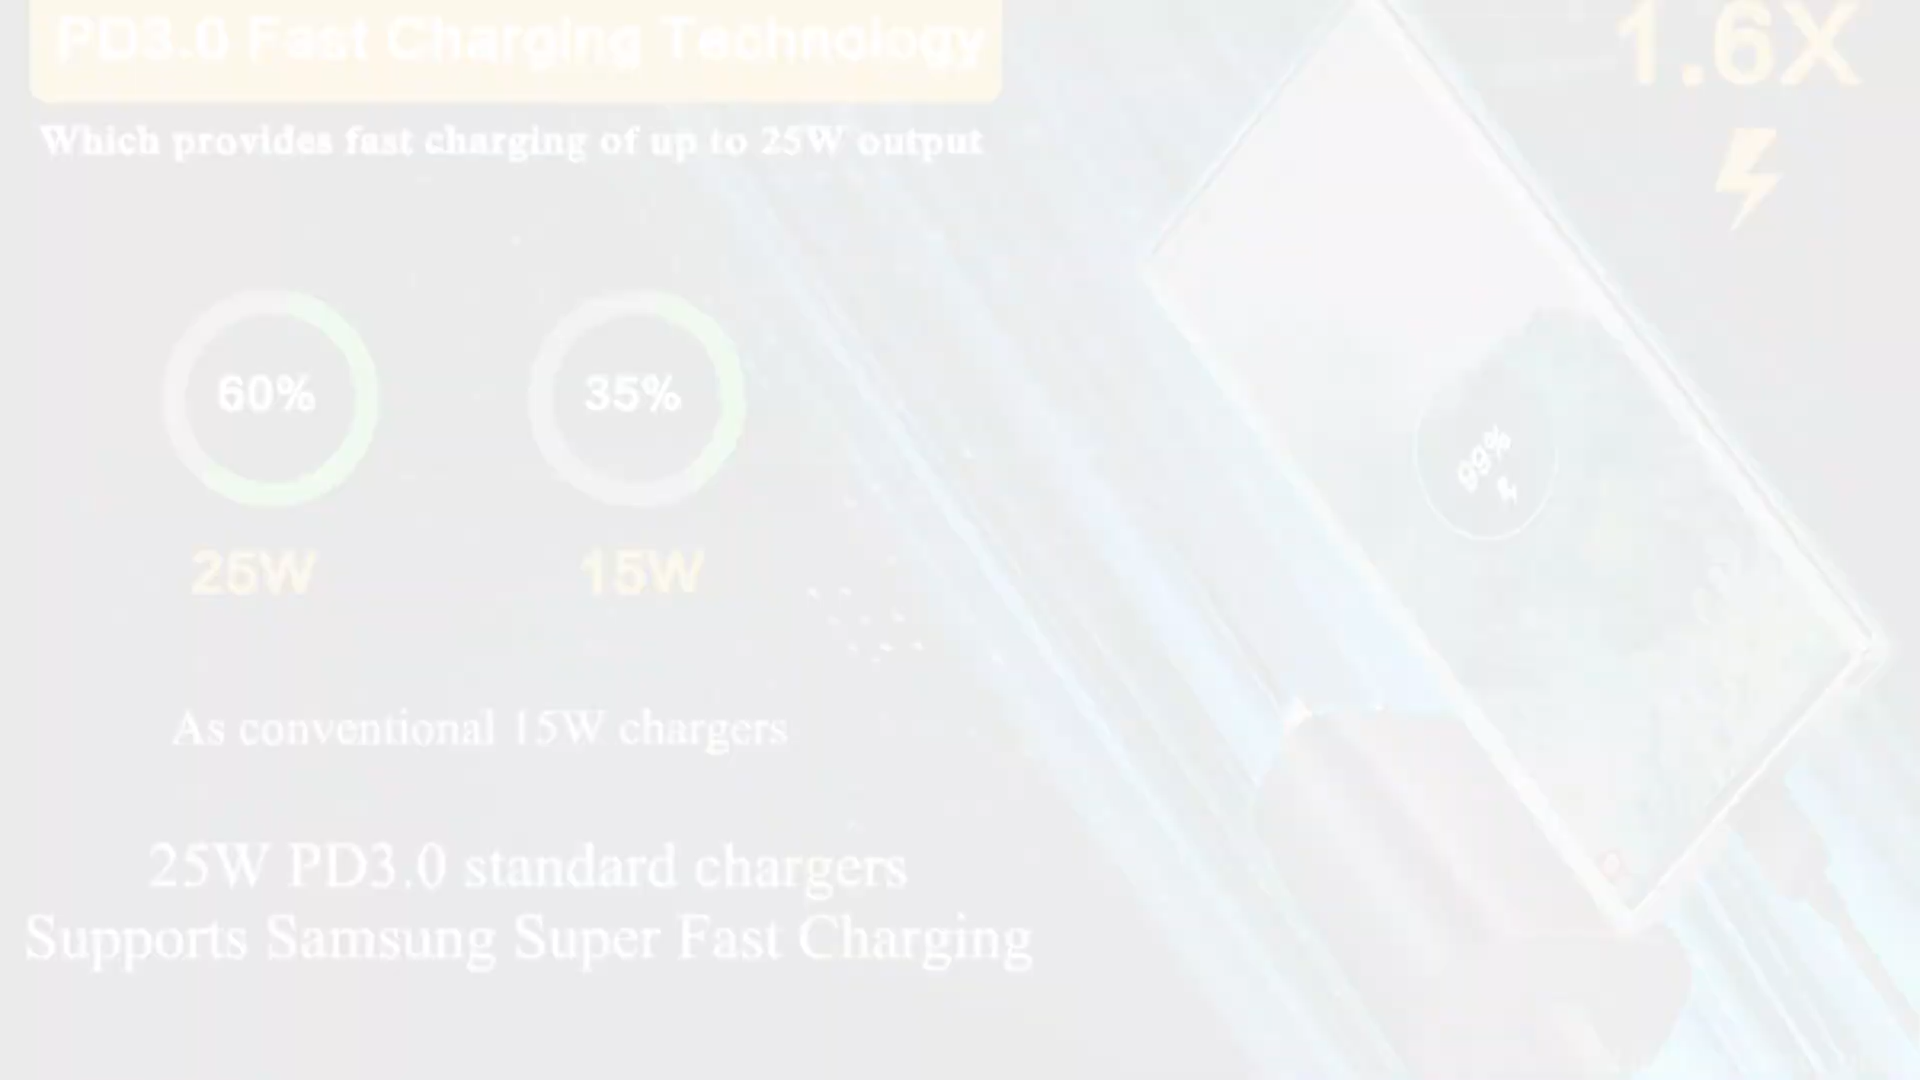 PD3.0 Fast Charging Technology
1.6X
Which provides fast charging of up to 25W output
60%
35%
99%
25W
15W
As conventional 15W chargers
25W PD3.0 standard chargers
Supports Samsung Super Fast Charging